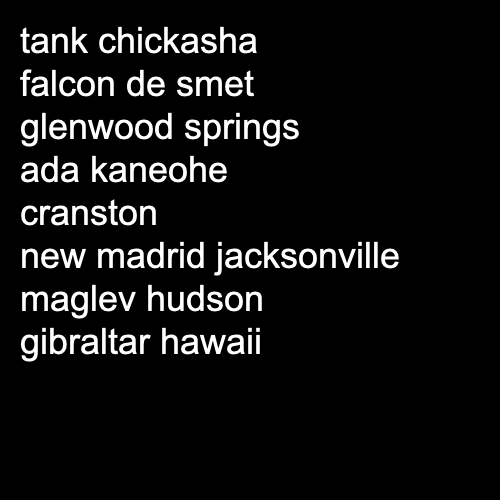 tank chickasha
falcon de smet
glenwood springs
ada kaneohe
cranston
new madrid jacksonville
maglev hudson
gibraltar hawaii